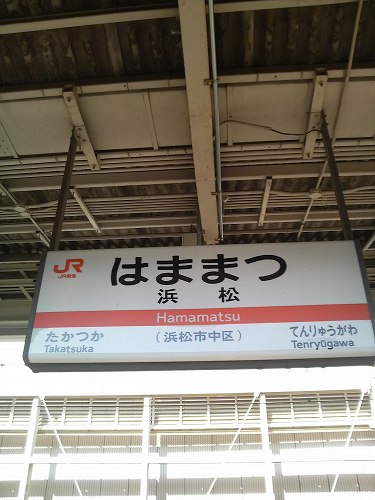 JR
JR東海
はままつ
浜松
Hamamatsu
たかつか
Takatsuka
(浜松市中区)
てんりゅうがわ
Tenryūgawa